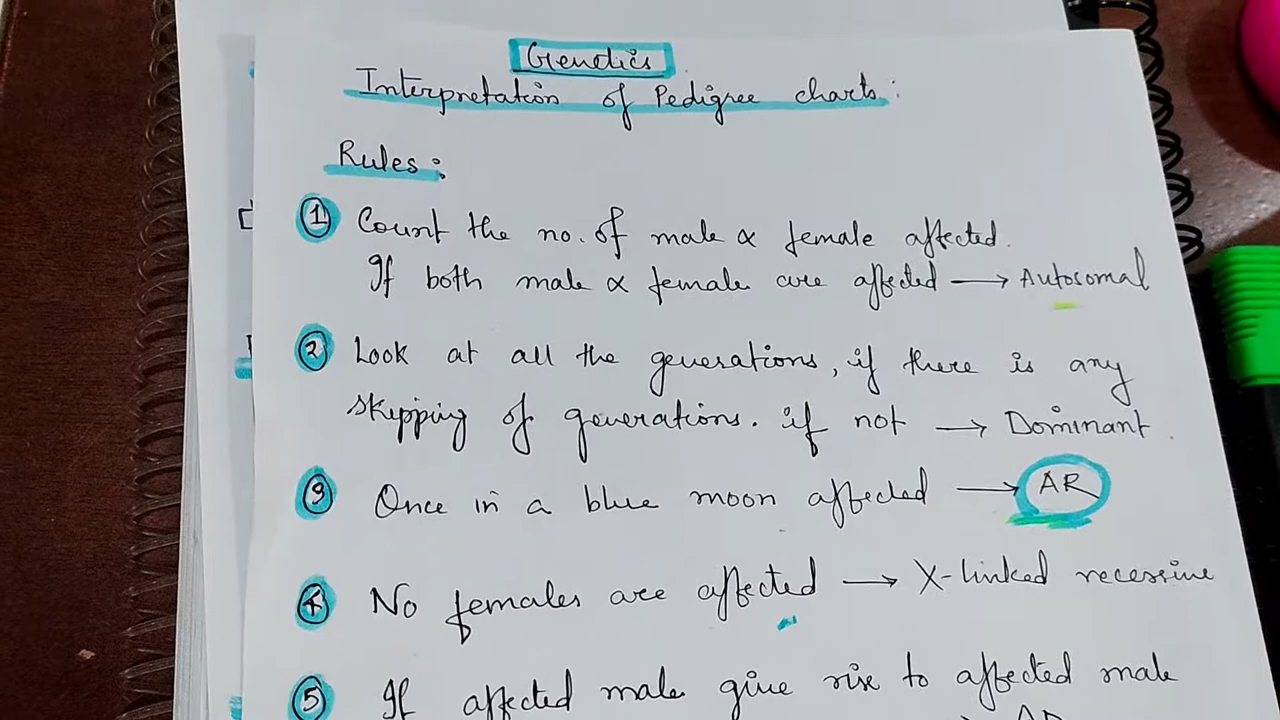 Genetics
Interpretation of Pedigree charts:
Rules:
① Count the no. of male & female affected.
If both male & female are affected → Autosomal
② Look at all the generations, if there is any
skipping of generations. if not → Dominant.
③ Once in a blue moon affected → AR
④ No females are affected → X-linked recessive
⑤ If affected male give rise to affected male